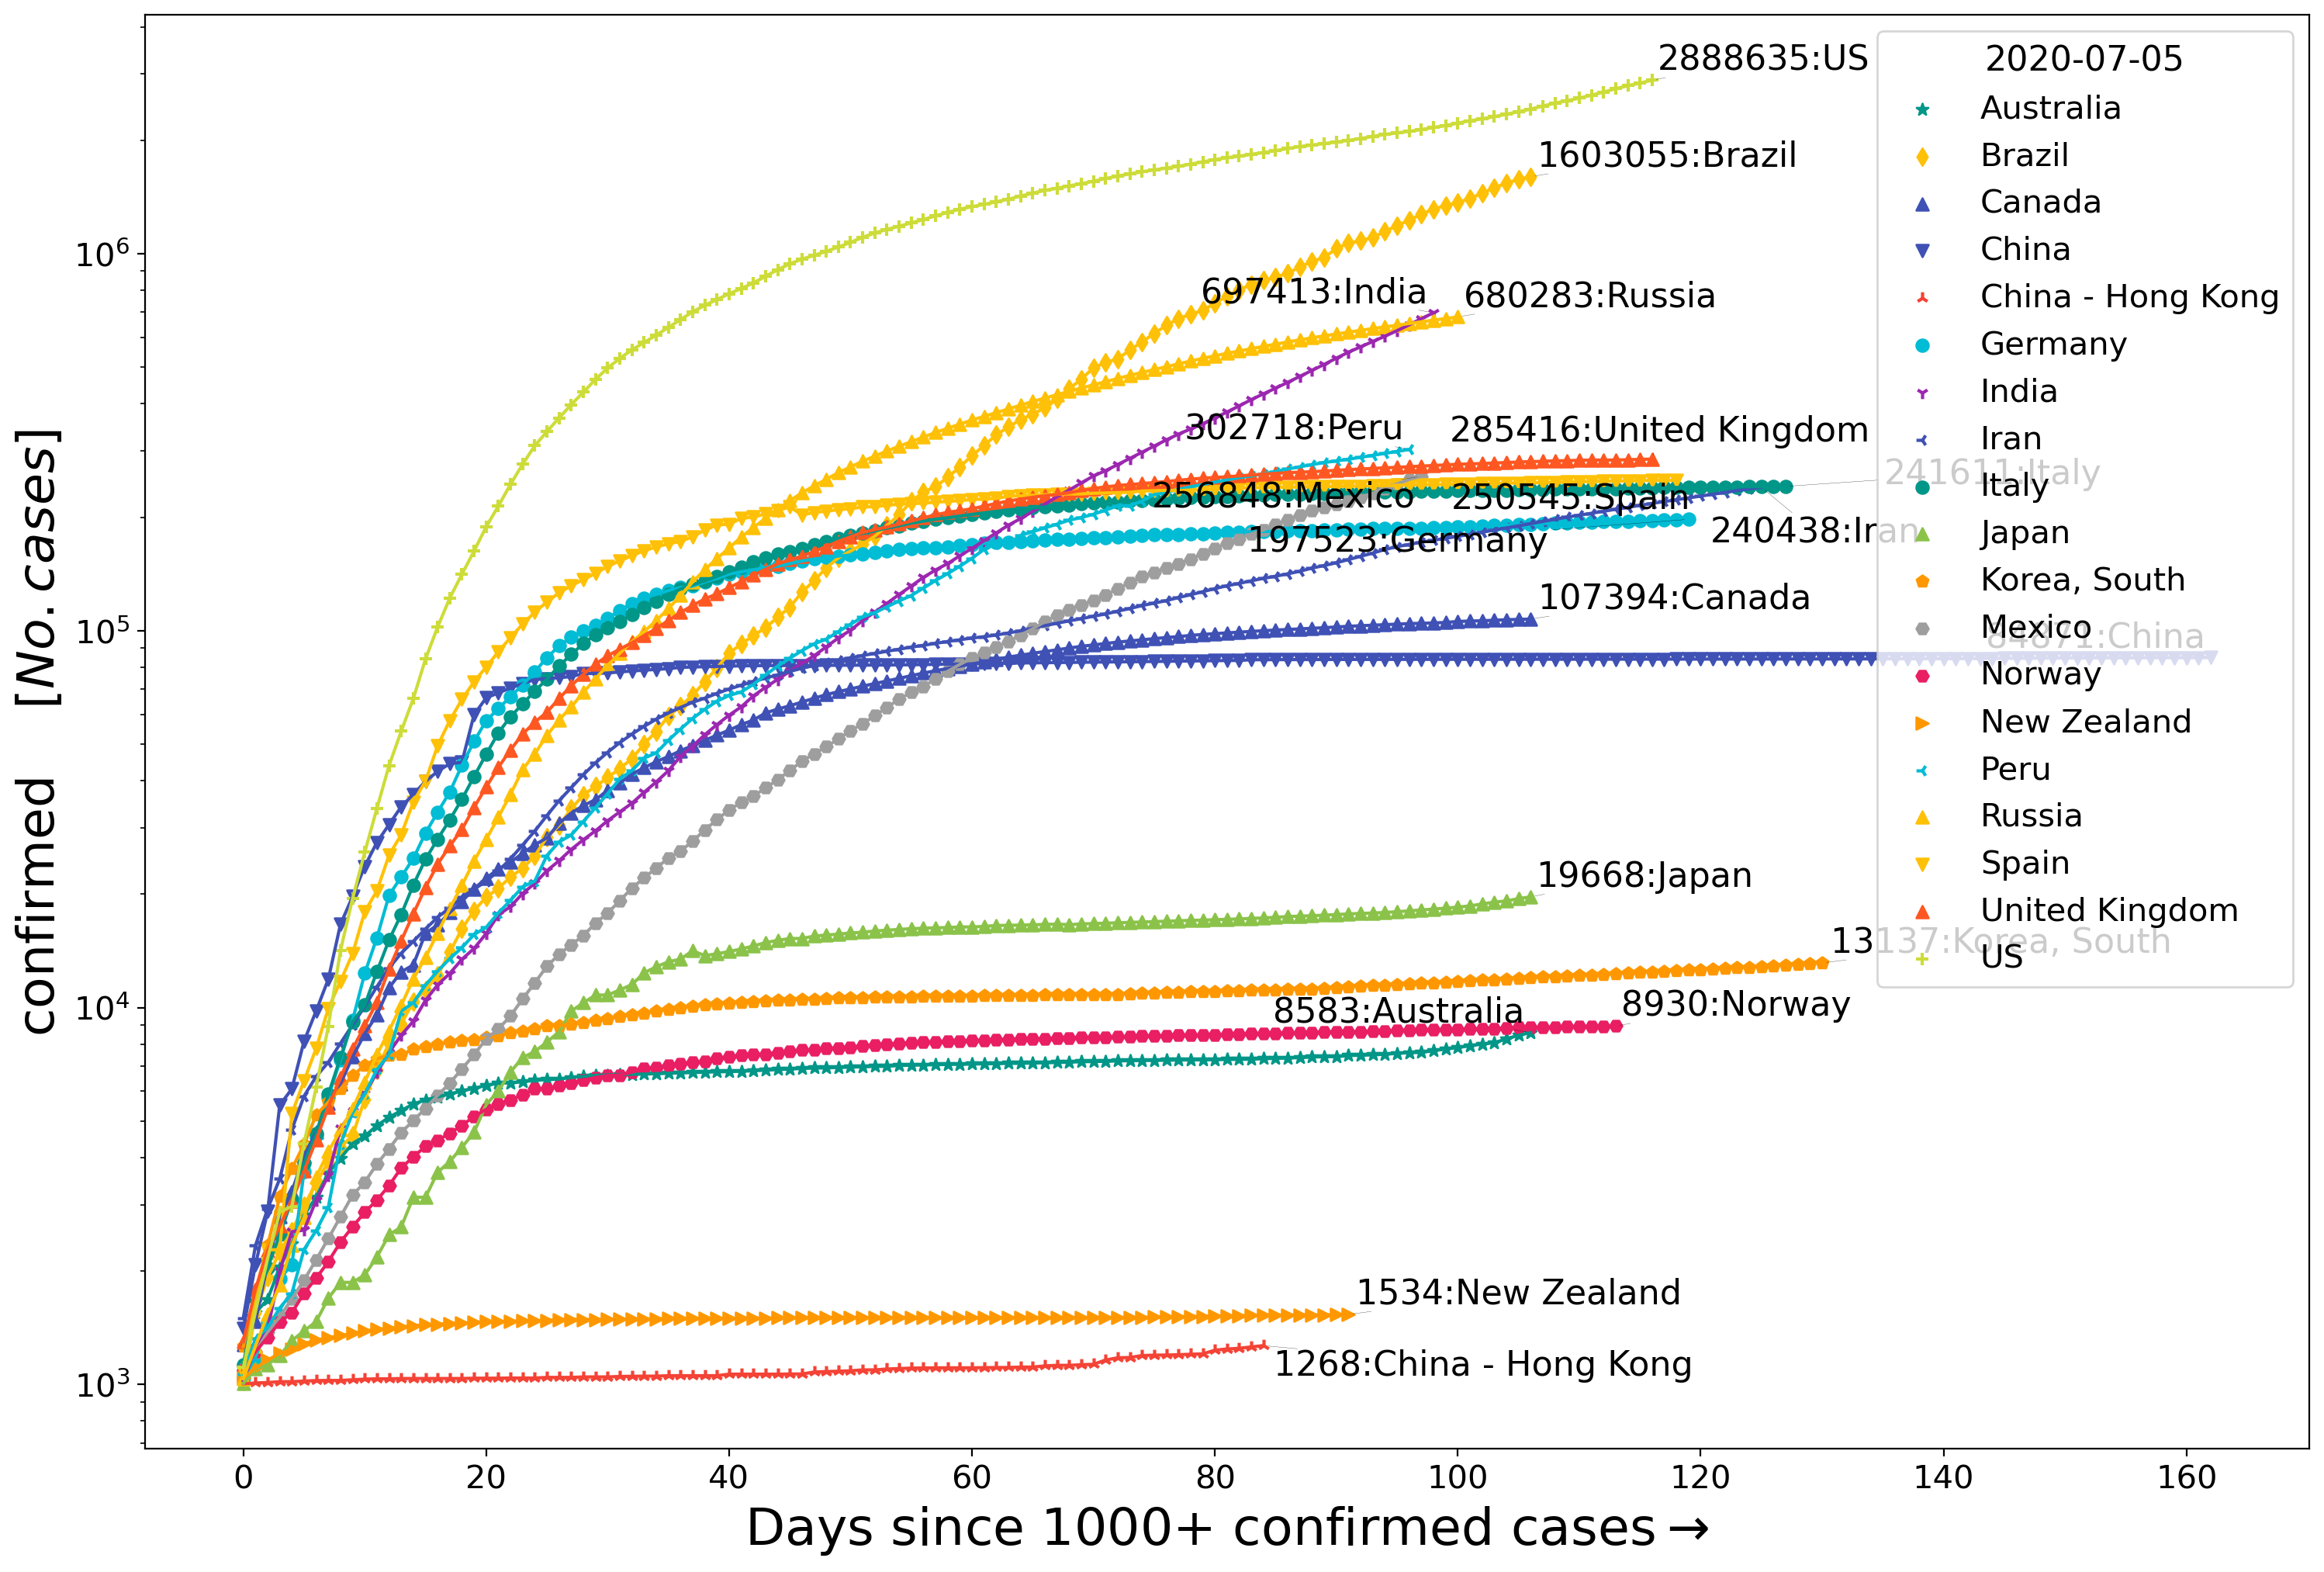 2888635:US
1603055:Brazil
697413:India
680283:Russia
302718:Peru
285416:United Kingdom
241611:Italy
256848:Mexico
250545:Spain
240438:Iran
197523:Germany
107394:Canada
84871:China
19668:Japan
13137:Korea, South
8583:Australia
8930:Norway
1534:New Zealand
1268:China - Hong Kong
2020-07-05
Australia
Brazil
Canada
China
China - Hong Kong
Germany
India
Iran
Italy
Japan
Korea, South
Mexico
Norway
New Zealand
Peru
Russia
Spain
United Kingdom
US
confirmed [No. cases]
10⁶
10⁵
10⁴
10³
0 20 40 60 80 100 120 140 160
Days since 1000+ confirmed cases→